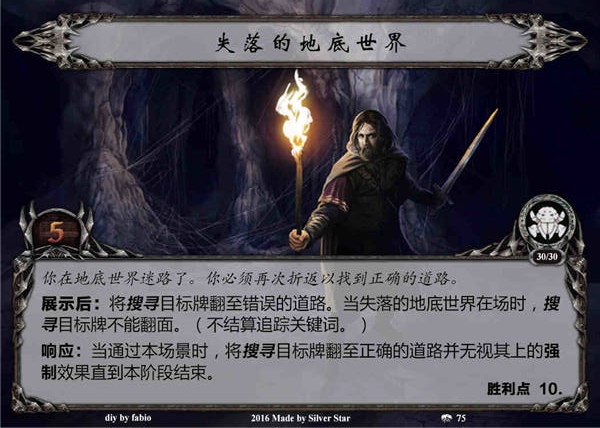 失落的地底世界
5
30/30
你在地底世界迷路了。你必须再次折返以找到正确的道路。
展示后：将搜寻目标牌翻至错误的道路。当失落的地底世界在场时，搜
寻目标牌不能翻面。（不结算追踪关键词。）
响应：当通过本场景时，将搜寻目标牌翻至正确的道路并无视其上的强
制效果直到本阶段结束。
胜利点 10.
diy by fabio 2016 Made by Silver Star 75